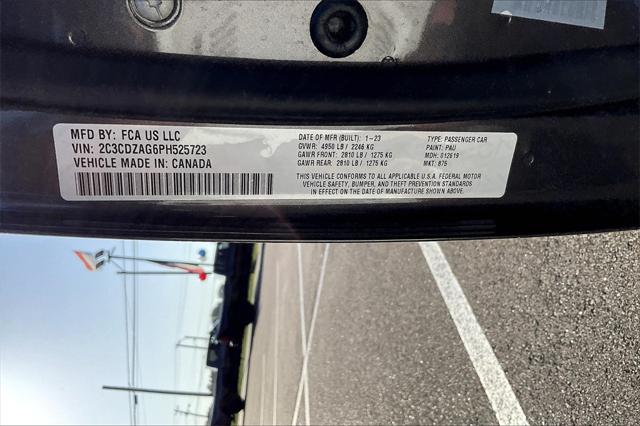 MFD BY: FCA US LLC
VIN: 2C3CDZAG6PH525723
VEHICLE MADE IN: CANADA
DATE OF MFR (BUILT): 1-23
GVWR: 4950 LB / 2246 KG
GAWR FRONT: 2810 LB / 1275 KG
GAWR REAR: 2810 LB / 1275 KG
TYPE: PASSENGER CAR
PAINT: PAU
MDH: 012619
MKT: 875
THIS VEHICLE CONFORMS TO ALL APPLICABLE U.S.A. FEDERAL MOTOR
VEHICLE SAFETY, BUMPER, AND THEFT PREVENTION STANDARDS
IN EFFECT ON THE DATE OF MANUFACTURE SHOWN ABOVE.